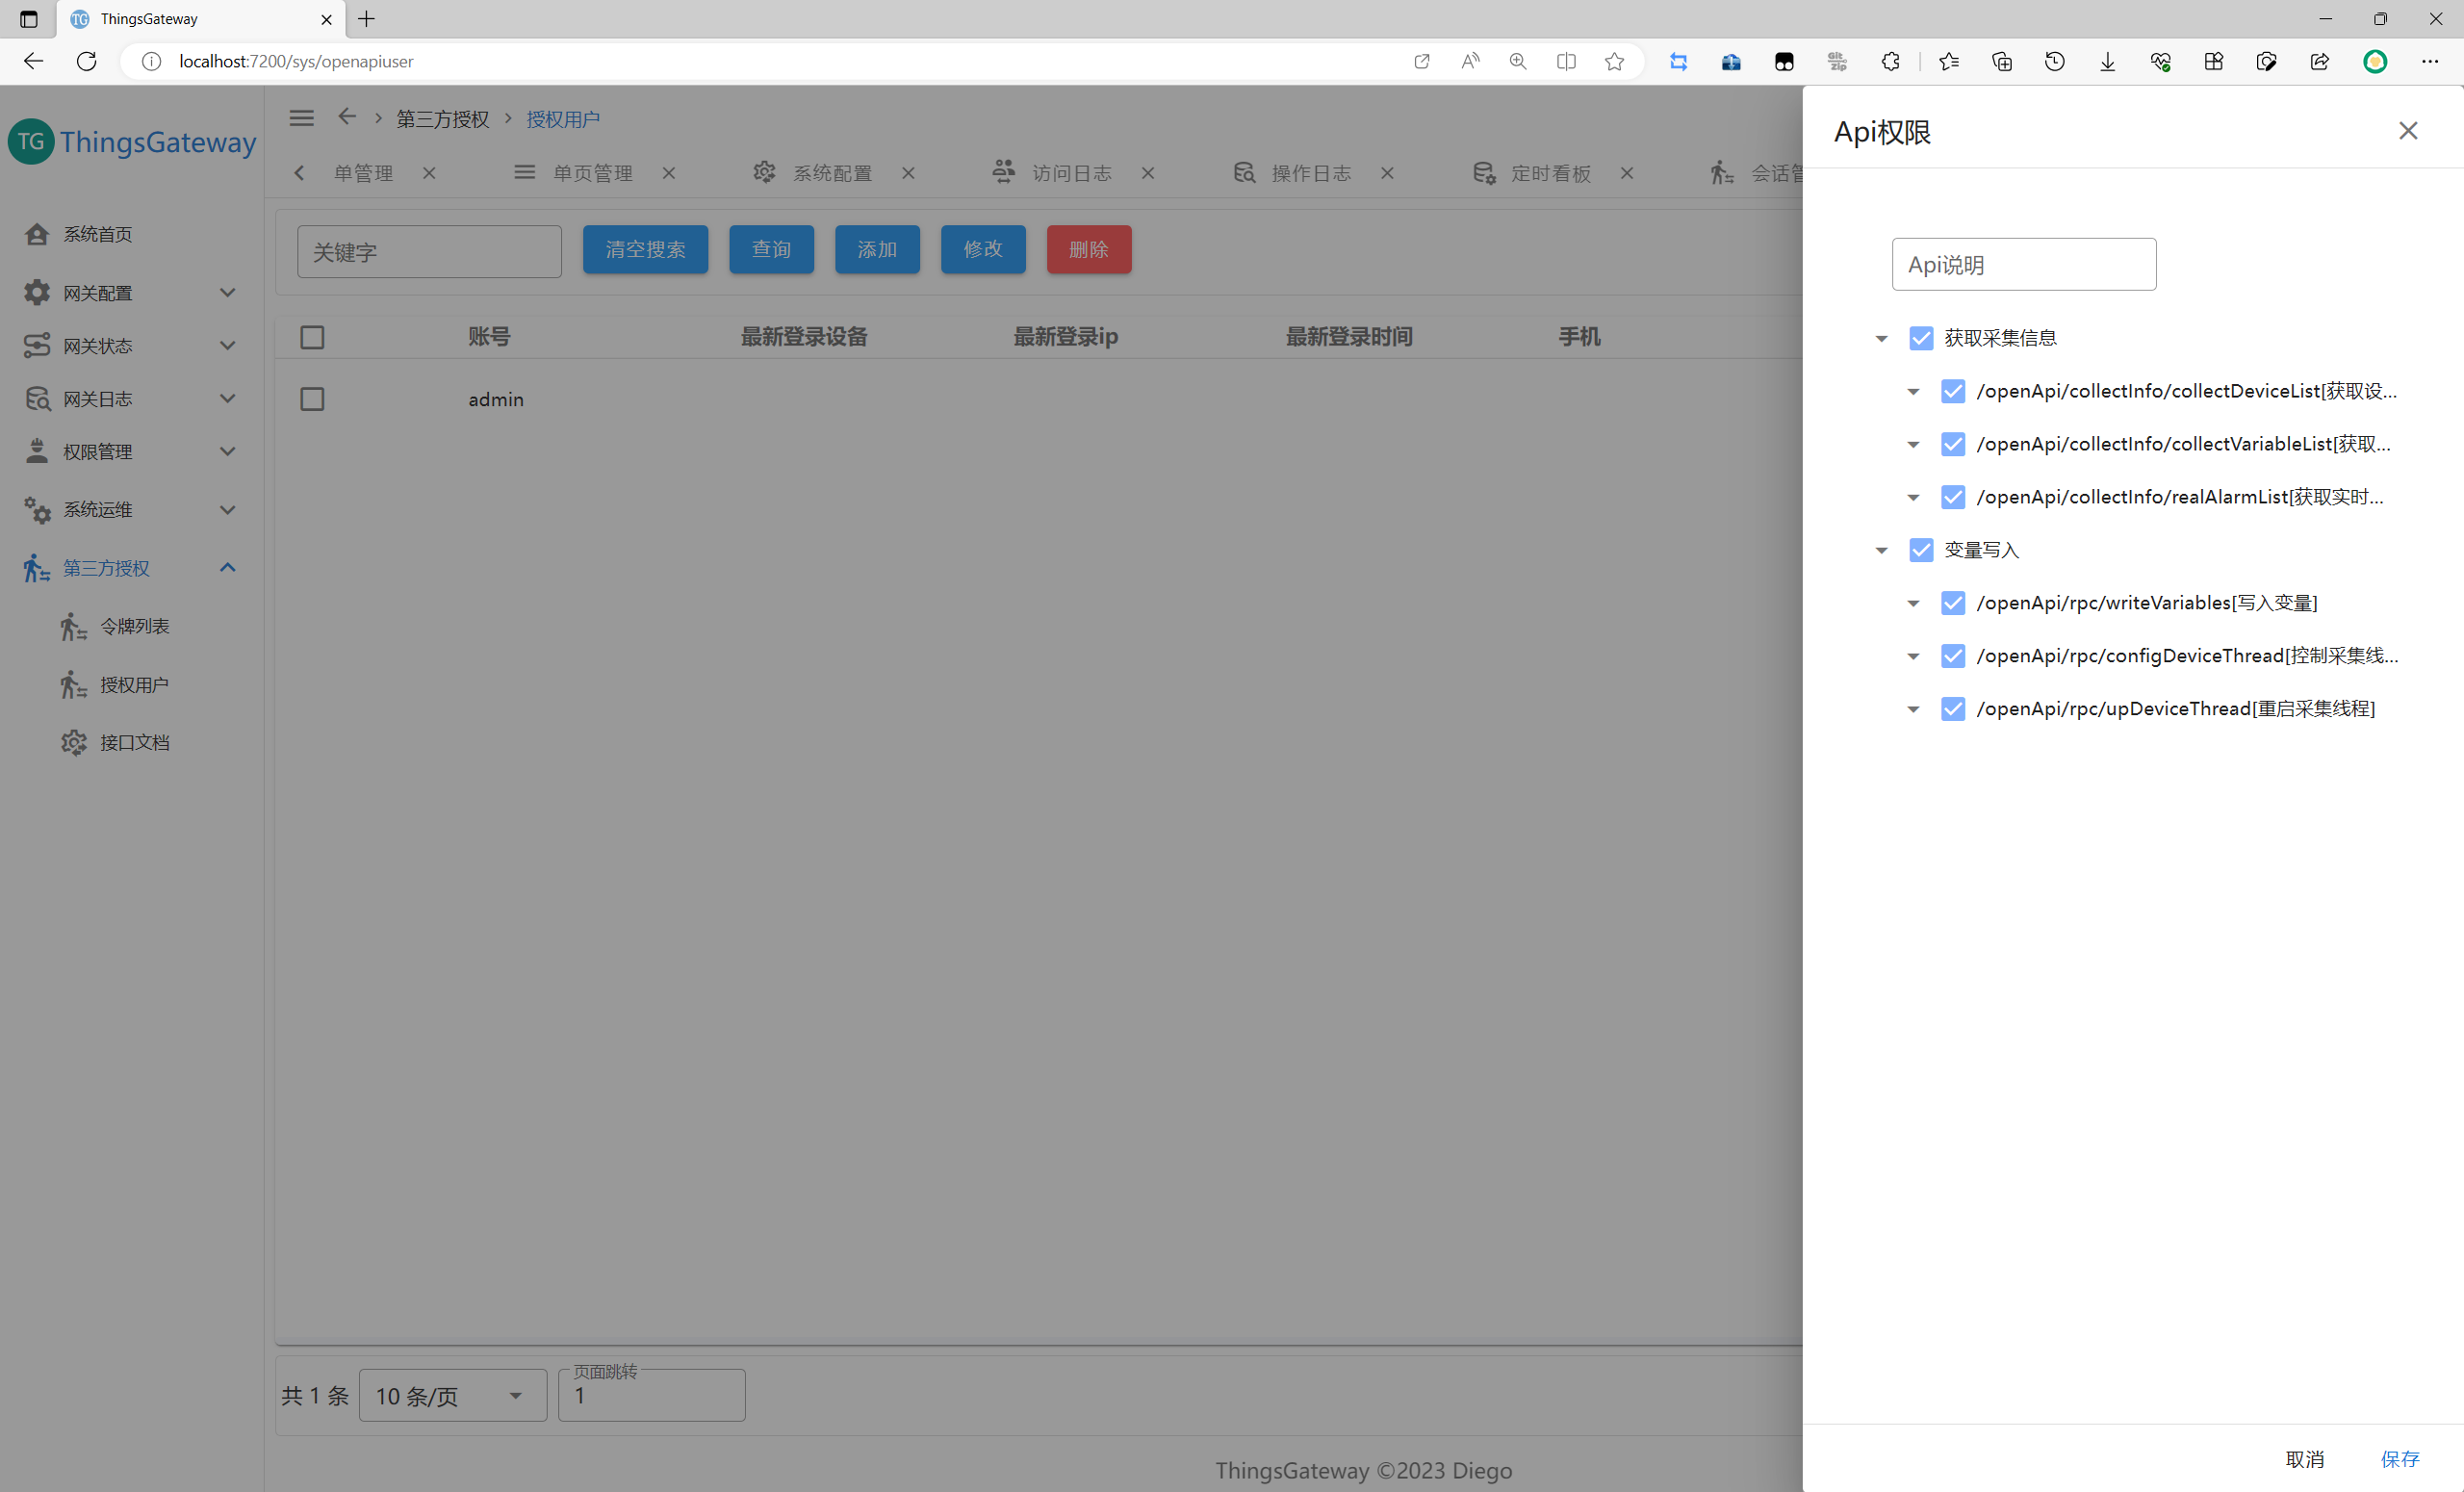 ThingsGateway
localhost:7200/sys/openapiuser
TG ThingsGateway
系统首页
网关配置
网关状态
网关日志
权限管理
系统运维
第三方授权
令牌列表
授权用户
接口文档
第三方授权 授权用户
单管理 单页管理 系统配置 访问日志 操作日志 定时看板 会话管
关键字 清空搜索 查询 添加 修改 删除
账号 最新登录设备 最新登录ip 最新登录时间 手机
admin
共 1 条 10 条/页 页面跳转 1
ThingsGateway ©2023 Diego
Api权限
Api说明
获取采集信息
/openApi/collectInfo/collectDeviceList[获取设...
/openApi/collectInfo/collectVariableList[获取...
/openApi/collectInfo/realAlarmList[获取实时...
变量写入
/openApi/rpc/writeVariables[写入变量]
/openApi/rpc/configDeviceThread[控制采集线...
/openApi/rpc/upDeviceThread[重启采集线程]
取消 保存